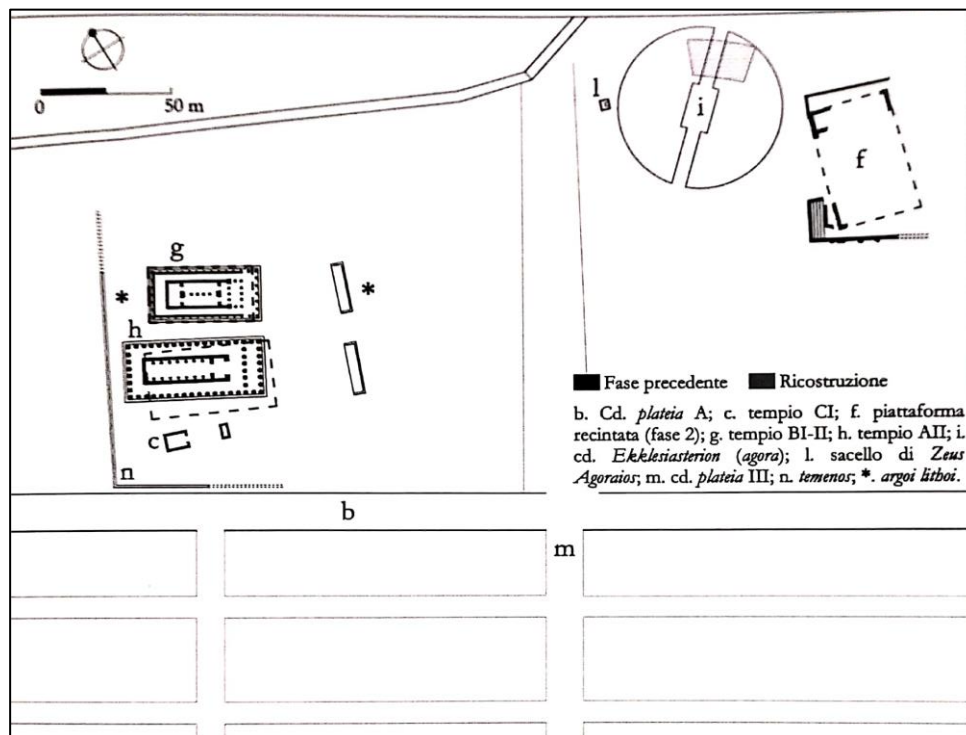 0
50 m
l
i
f
g
*
*
h
c
n
Fase precedente
Ricostruzione
b. Cd. plateia A; c. tempio CI; f. piattaforma
recintata (fase 2); g. tempio BI-II; h. tempio AII; i.
cd. Ekklesiasterion (agora); l. sacello di Zeus
Agoraios; m. cd. plateia III; n. temenos; *. argoi lithoi.
b
m